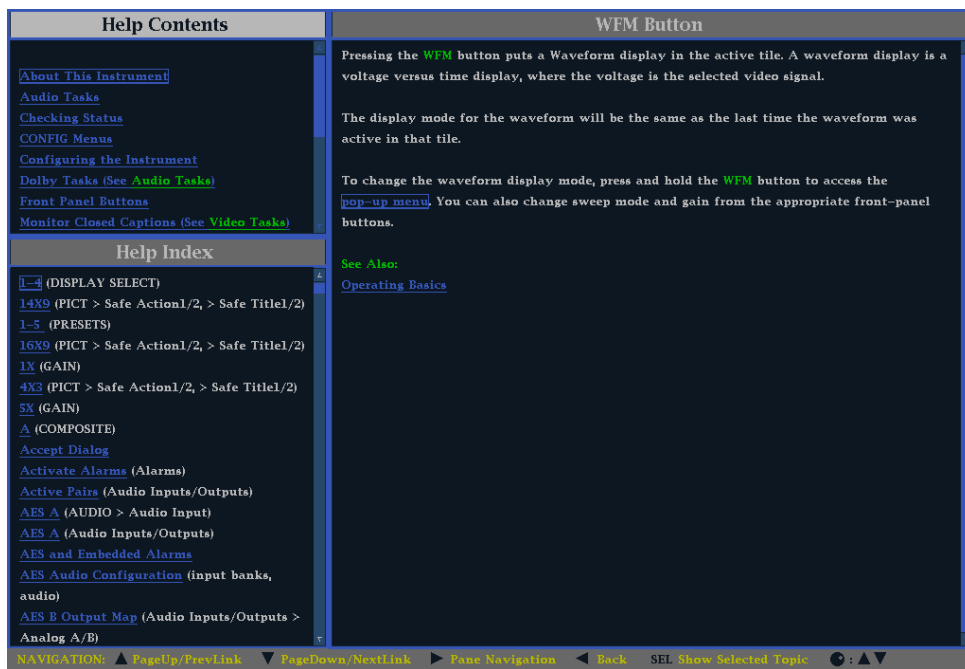 Help Contents
About This Instrument
Audio Tasks
Checking Status
CONFIG Menus
Configuring the Instrument
Dolby Tasks (See Audio Tasks)
Front Panel Buttons
Monitor Closed Captions (See Video Tasks)
Help Index
1-4 (DISPLAY SELECT)
14X9 (PICT > Safe Action1/2, > Safe Title1/2)
1-5 (PRESETS)
16X9 (PICT > Safe Action1/2, > Safe Title1/2)
1X (GAIN)
4X3 (PICT > Safe Action1/2, > Safe Title1/2)
5X (GAIN)
A (COMPOSITE)
Accept Dialog
Activate Alarms (Alarms)
Active Pairs (Audio Inputs/Outputs)
AES A (AUDIO > Audio Input)
AES A (Audio Inputs/Outputs)
AES and Embedded Alarms
AES Audio Configuration (input banks,
audio)
AES B Output Map (Audio Inputs/Outputs >
Analog A/B)
WFM Button
Pressing the WFM button puts a Waveform display in the active tile. A waveform display is a
voltage versus time display, where the voltage is the selected video signal.
The display mode for the waveform will be the same as the last time the waveform was
active in that tile.
To change the waveform display mode, press and hold the WFM button to access the
pop-up menu. You can also change sweep mode and gain from the appropriate front-panel
buttons.
See Also:
Operating Basics
NAVIGATION: ▲ PageUp/PrevLink ▼ PageDown/NextLink ▶ Pane Navigation ◀ Back SEL Show Selected Topic : ▲▼